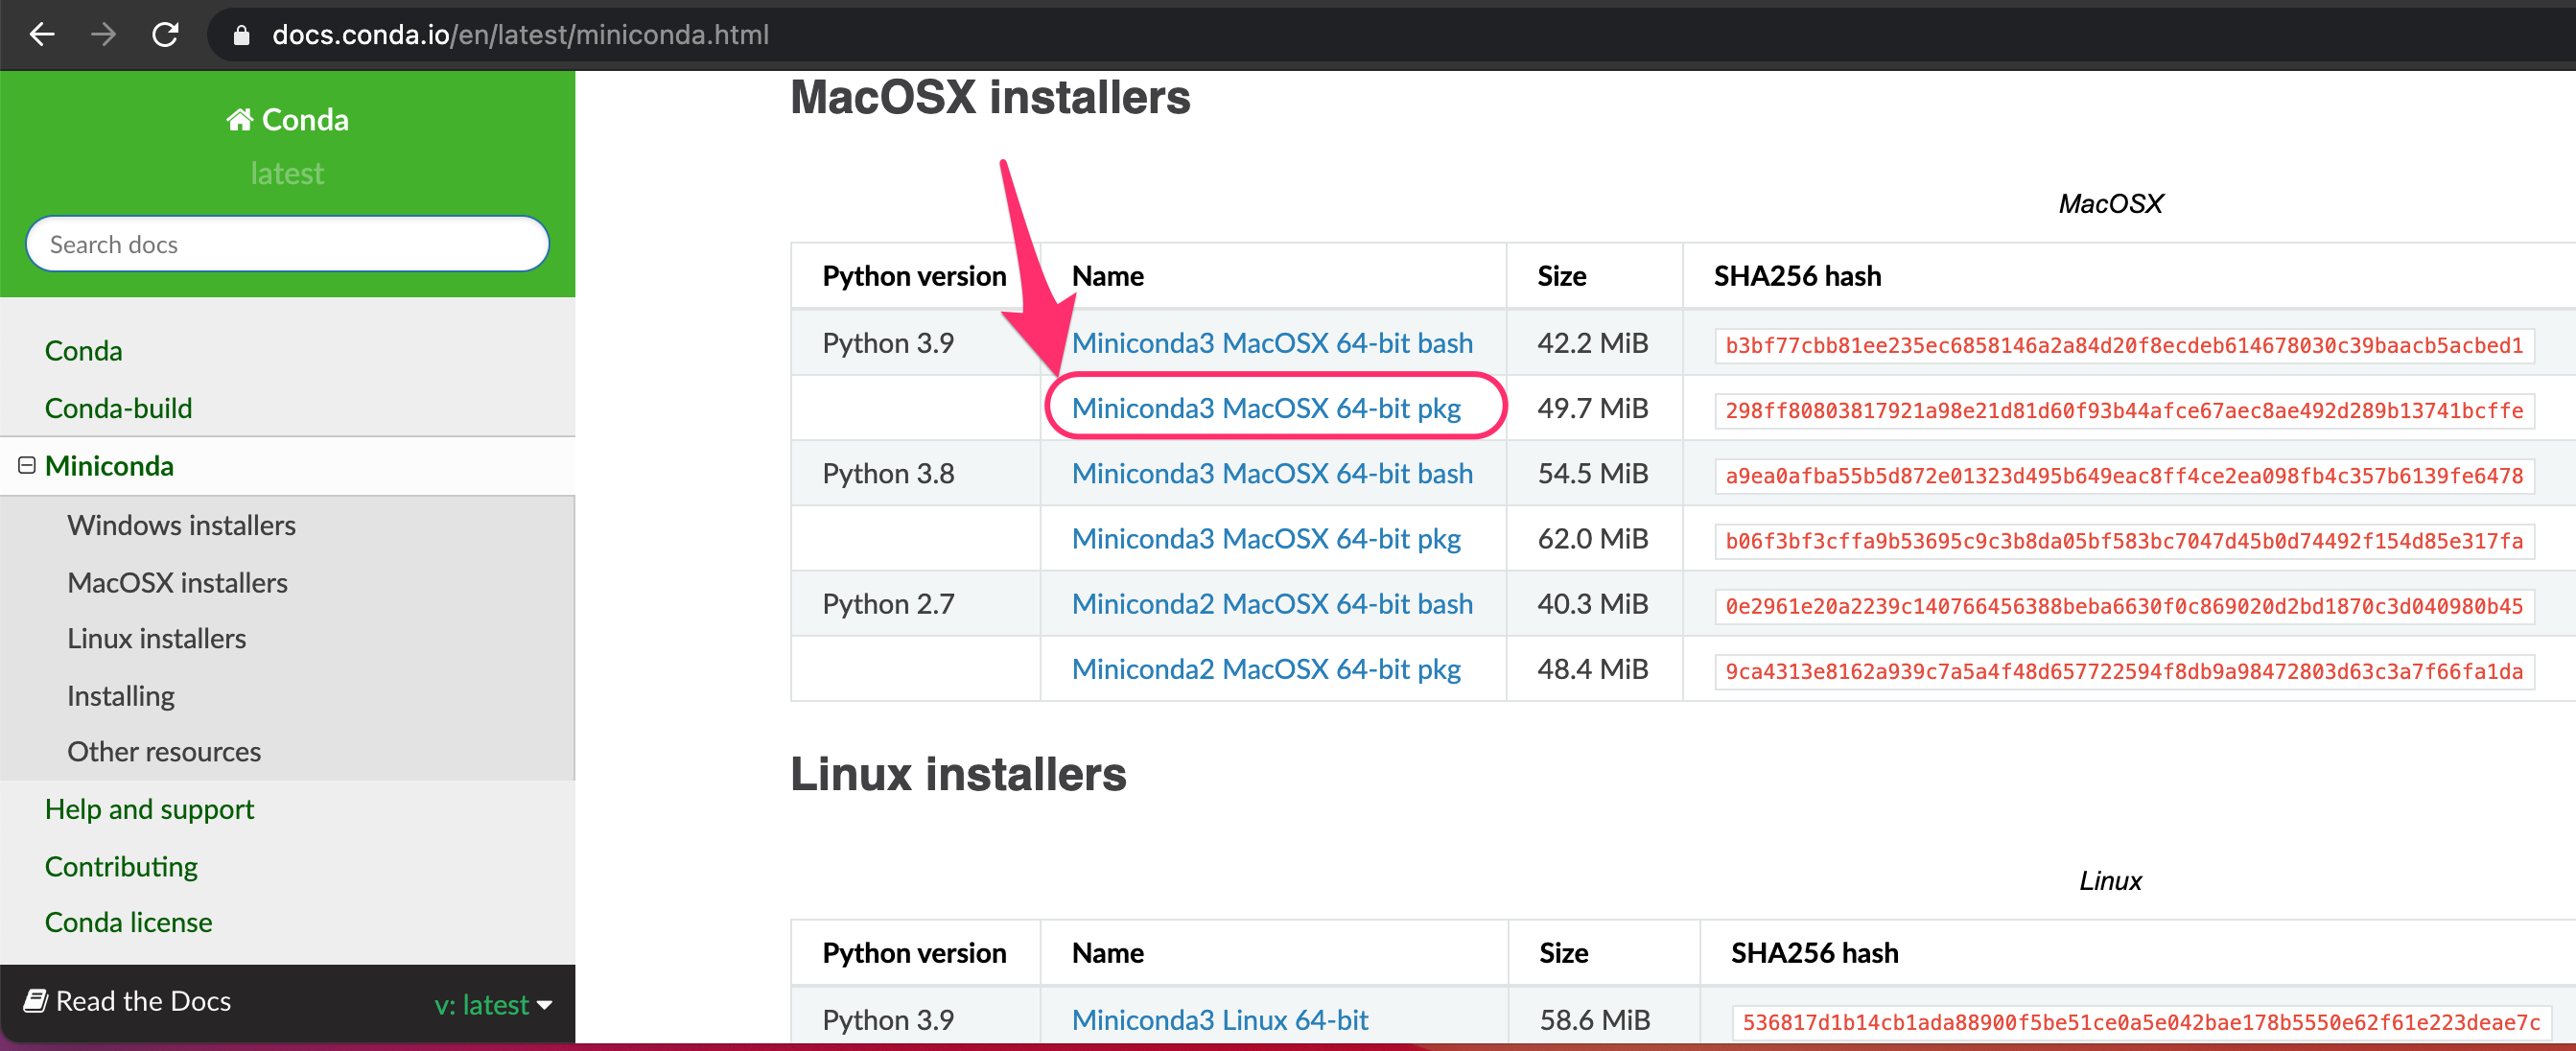 docs.conda.io/en/latest/miniconda.html
Conda
latest
Search docs
Conda
Conda-build
Miniconda
Windows installers
MacOSX installers
Linux installers
Installing
Other resources
Help and support
Contributing
Conda license
Read the Docs v: latest
MacOSX installers
MacOSX
Python version Name Size SHA256 hash
Python 3.9 Miniconda3 MacOSX 64-bit bash 42.2 MiB b3bf77cbb81ee235ec6858146a2a84d20f8ecdeb614678030c39baacb5acbed1
Miniconda3 MacOSX 64-bit pkg 49.7 MiB 298ff80803817921a98e21d81d60f93b44afce67aec8ae492d289b13741bcffe
Python 3.8 Miniconda3 MacOSX 64-bit bash 54.5 MiB a9ea0afba55b5d872e01323d495b649eac8ff4ce2ea098fb4c357b6139fe6478
Miniconda3 MacOSX 64-bit pkg 62.0 MiB b06f3bf3cffa9b53695c9c3b8da05bf583bc7047d45b0d74492f154d85e317fa
Python 2.7 Miniconda2 MacOSX 64-bit bash 40.3 MiB 0e2961e20a2239c140766456388beba6630f0c869020d2bd1870c3d040980b45
Miniconda2 MacOSX 64-bit pkg 48.4 MiB 9ca4313e8162a939c7a5a4f48d657722594f8db9a98472803d63c3a7f66fa1da
Linux installers
Linux
Python version Name Size SHA256 hash
Python 3.9 Miniconda3 Linux 64-bit 58.6 MiB 536817d1b14cb1ada88900f5be51ce0a5e042bae178b5550e62f61e223deae7c